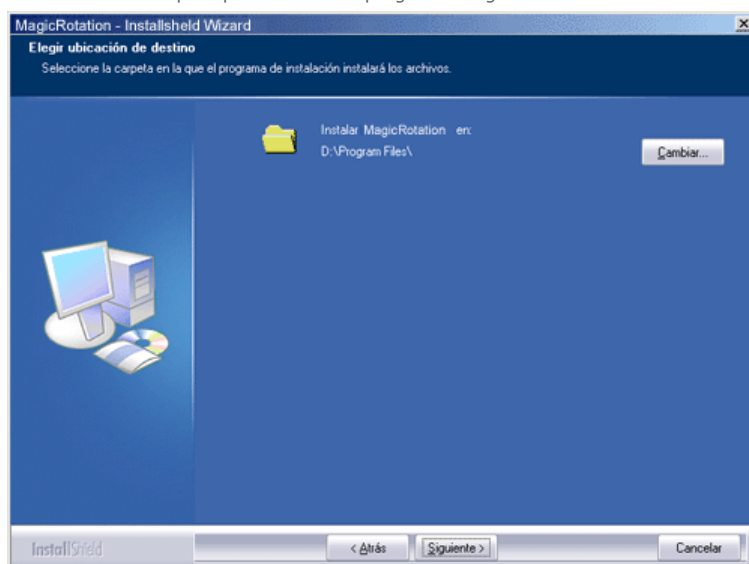 MagicRotation - Installsheld Wizard
Elegir ubicación de destino
Seleccione la carpeta en la que el programa de instalación instalará los archivos.
Instalar MagicRotation en:
D:\Program Files\
Cambiar...
InstallShield
< Atrás
Siguiente >
Cancelar